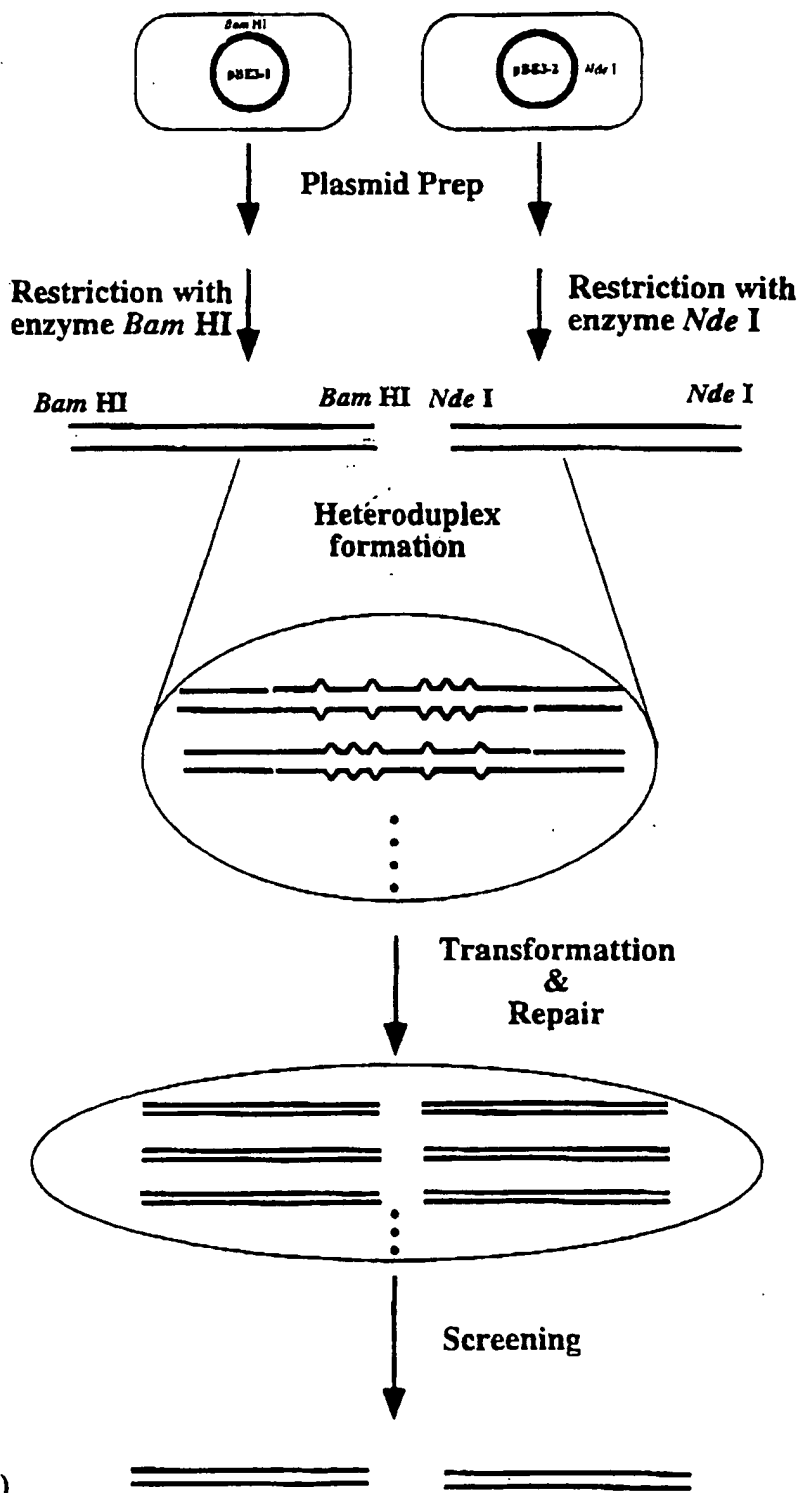 Bam HI
pBE3-1
pBE3-2
Nde I
Plasmid Prep
Restriction with
enzyme Bam HI
Restriction with
enzyme Nde I
Bam HI
Bam HI
Nde I
Nde I
Heteroduplex
formation
Transformattion
&
Repair
Screening
)